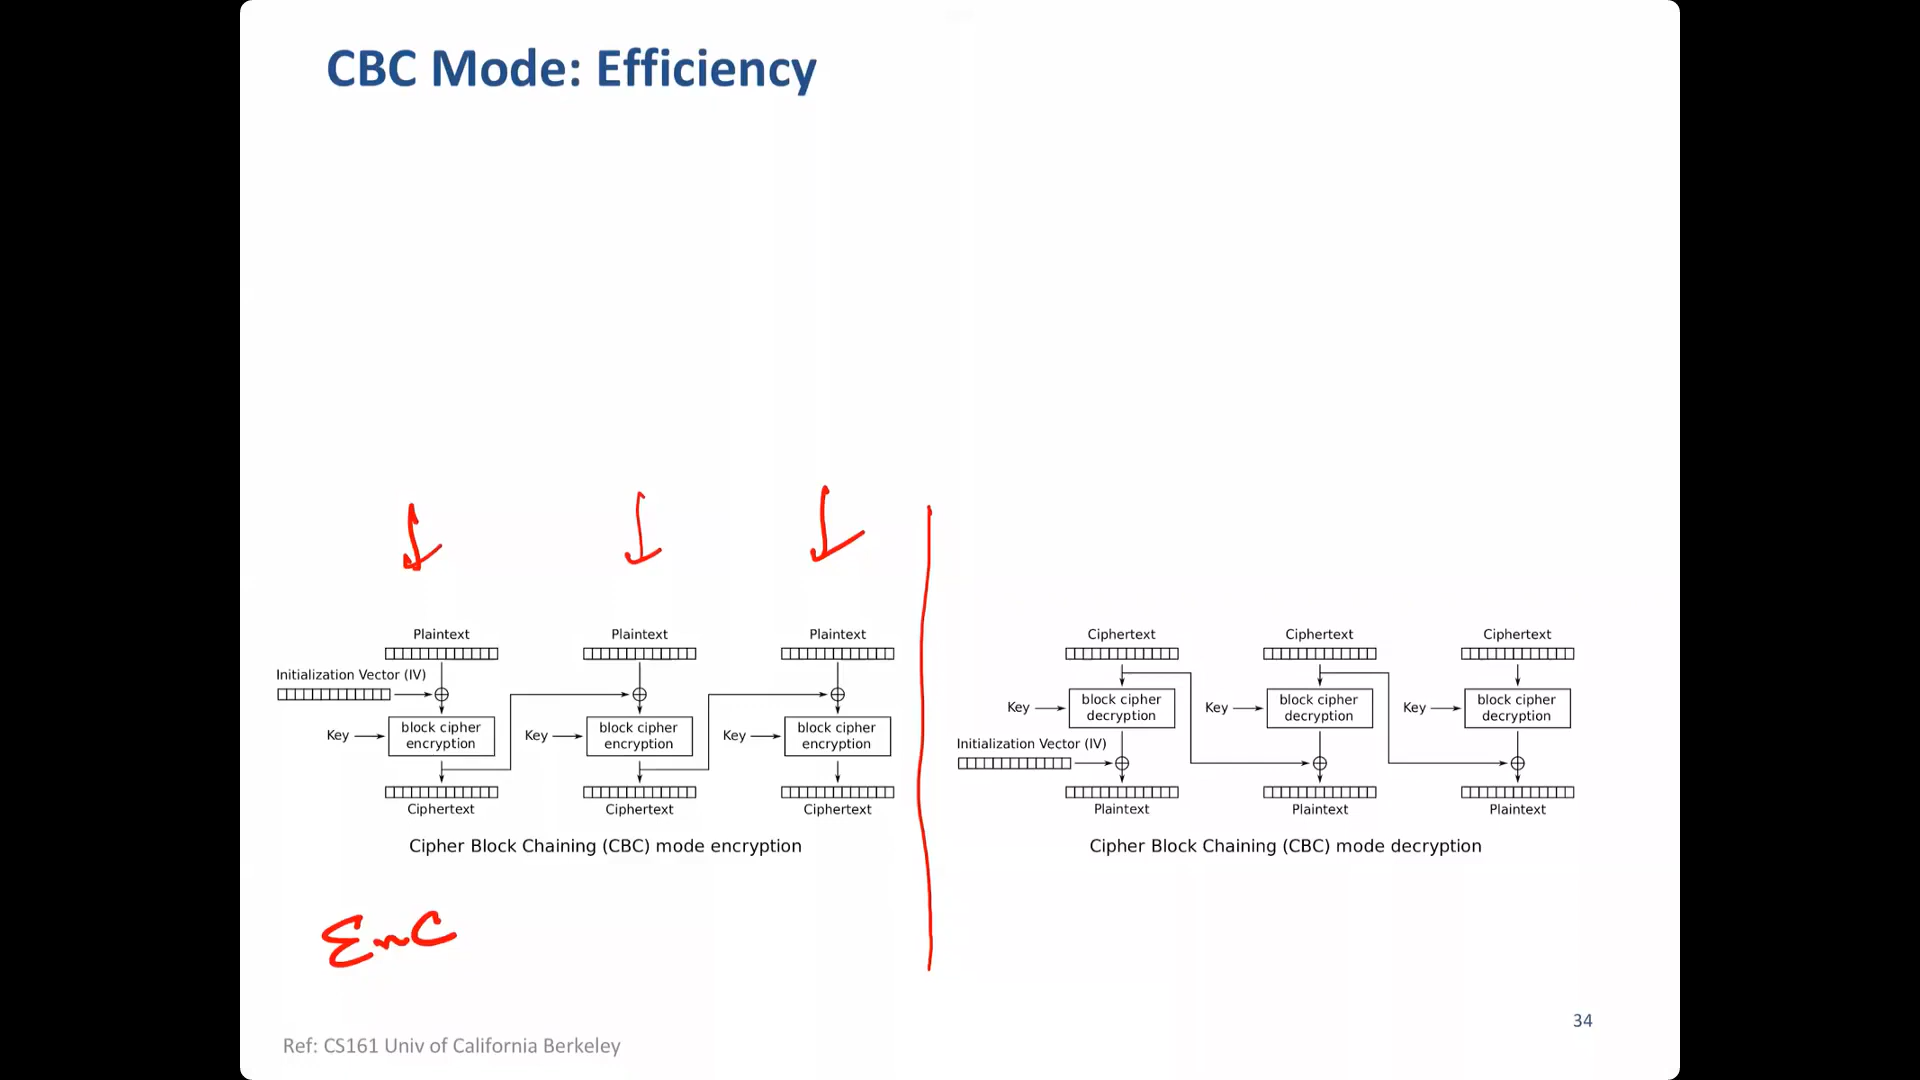 CBC Mode: Efficiency
Plaintext Plaintext Plaintext
Initialization Vector (IV)
Key block cipher encryption Key block cipher encryption Key block cipher encryption
Ciphertext Ciphertext Ciphertext
Cipher Block Chaining (CBC) mode encryption
Ciphertext Ciphertext Ciphertext
Key block cipher decryption Key block cipher decryption Key block cipher decryption
Initialization Vector (IV)
Plaintext Plaintext Plaintext
Cipher Block Chaining (CBC) mode decryption
Enc
34
Ref: CS161 Univ of California Berkeley